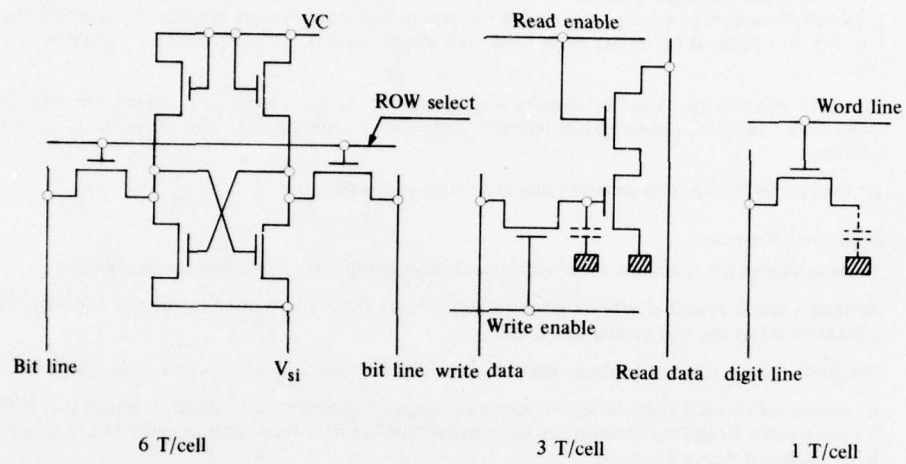 VC
Read enable
ROW select
Word line
Write enable
Bit line
V_si
bit line
write data
Read data
digit line
6 T/cell
3 T/cell
1 T/cell